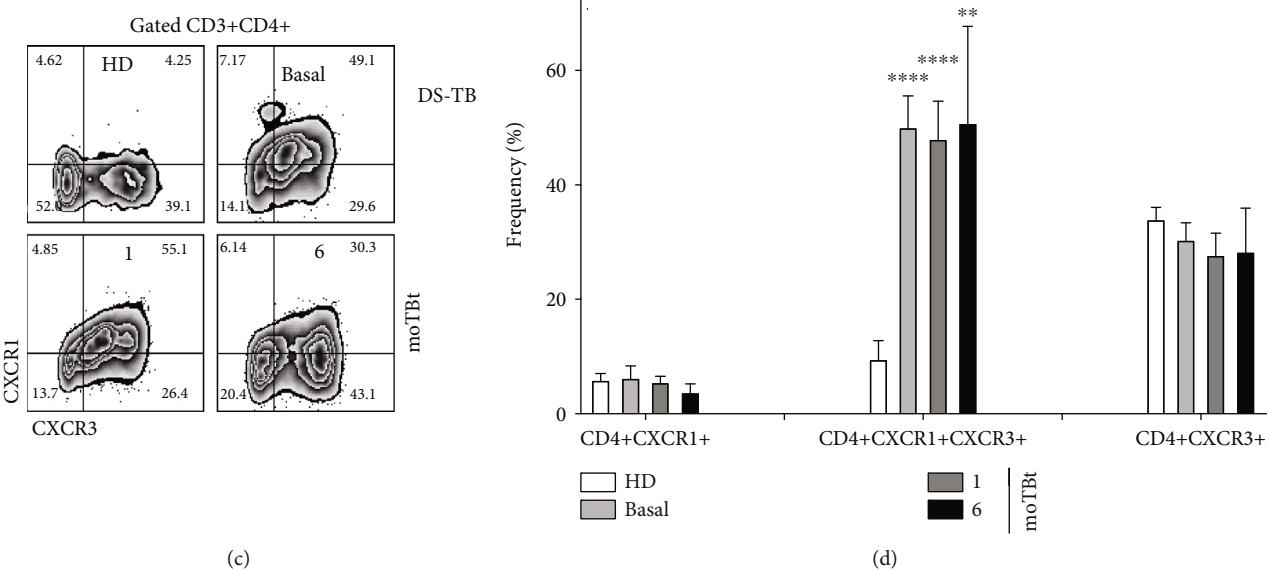 Gated CD3+CD4+
4.62 HD 4.25
52.0 39.1
7.17 Basal 49.1
14.1 29.6
DS-TB
4.85 1 55.1
13.7 26.4
6.14 6 30.3
20.4 43.1
moTBt
CXCR1
CXCR3
(c)
Frequency (%)
60
40
20
0
**** **** **
CD4+CXCR1+ CD4+CXCR1+CXCR3+ CD4+CXCR3+
HD
Basal
1
6
moTBt
(d)